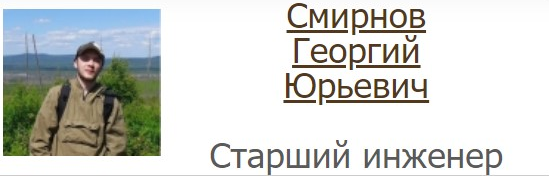 Смирнов
Георгий
Юрьевич
Старший инженер